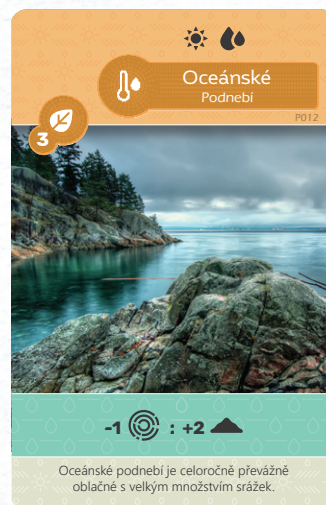 Oceánské
Podnebí
P012
3
-1 : +2
Oceánské podnebí je celoročně převážně
oblačné s velkým množstvím srážek.